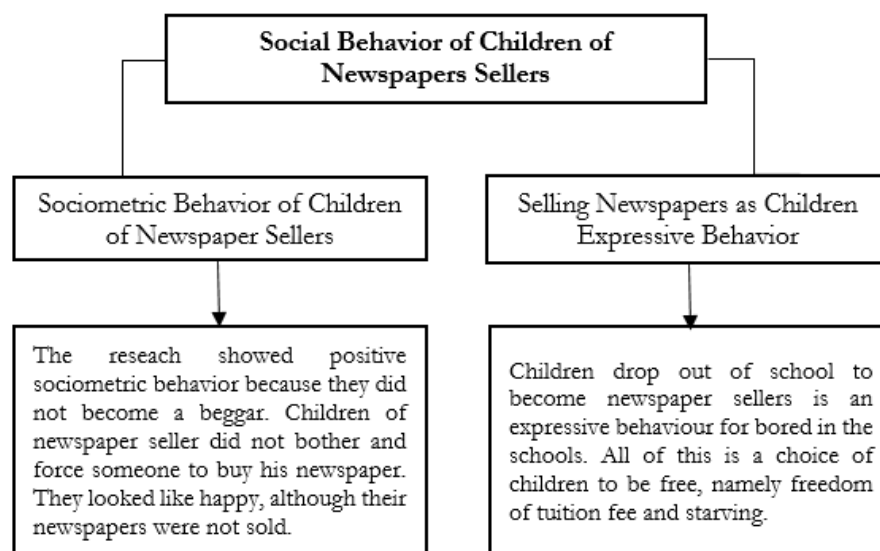 Social Behavior of Children of
Newspapers Sellers
Sociometric Behavior of Children
of Newspaper Sellers
Selling Newspapers as Children
Expressive Behavior
The reseach showed positive
sociometric behavior because they did
not become a beggar. Children of
newspaper seller did not bother and
force someone to buy his newspaper.
They looked like happy, although their
newspapers were not sold.
Children drop out of school to
become newspaper sellers is an
expressive behaviour for bored in the
schools. All of this is a choice of
children to be free, namely freedom
of tuition fee and starving.